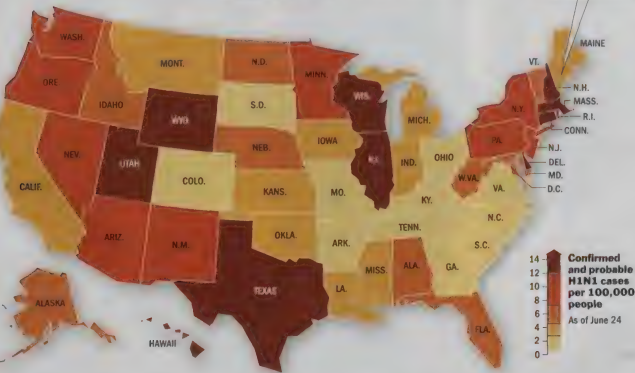 WASH.
MONT.
N.D.
MINN.
VT.
MAINE
ORE.
IDAHO
S.D.
WIS.
N.H.
MASS.
WYO.
MICH.
N.Y.
R.I.
CONN.
NEV.
UTAH
NEB.
IOWA
PA.
N.J.
DEL.
MD.
D.C.
CALIF.
COLO.
KANS.
MO.
ILL.
IND.
OHIO
W.VA.
VA.
KY.
N.C.
ARIZ.
N.M.
OKLA.
ARK.
TENN.
S.C.
TEXAS
LA.
MISS.
ALA.
GA.
FLA.
ALASKA
HAWAII
14
12
10
8
6
4
2
0
Confirmed
and probable
H1N1 cases
per 100,000
people
As of June 24